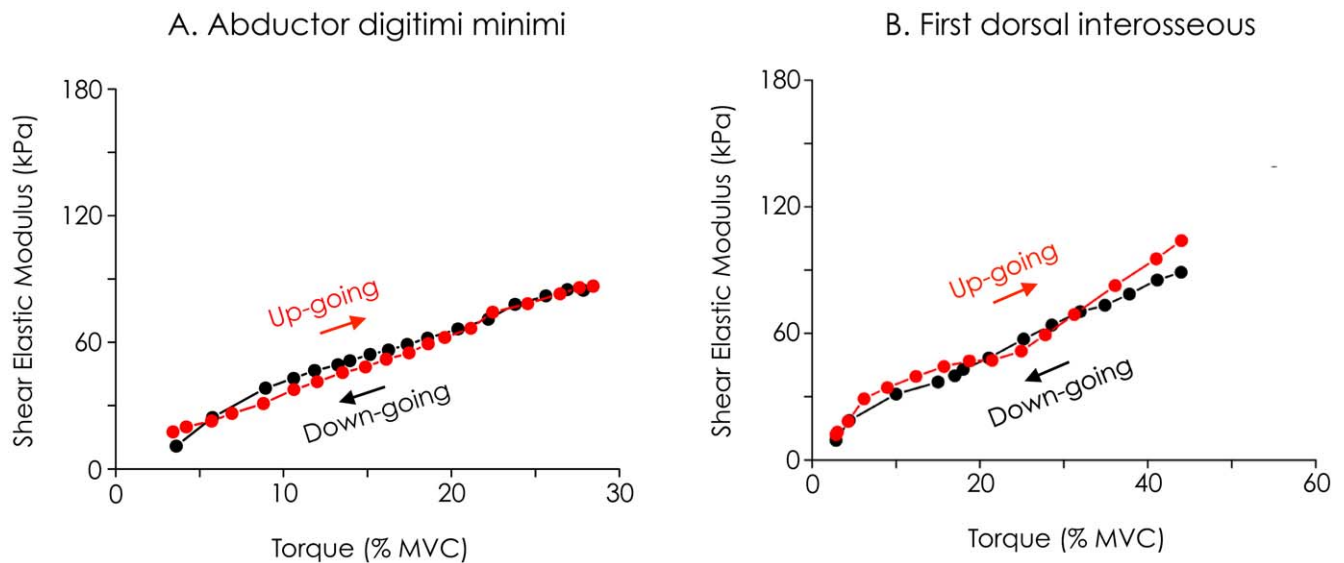 A. Abductor digitimi minimi
B. First dorsal interosseous
Shear Elastic Modulus (kPa)
180
120
60
0
Up-going
Down-going
0
10
20
30
Torque (% MVC)
Shear Elastic Modulus (kPa)
180
120
60
0
Up-going
Down-going
0
20
40
60
Torque (% MVC)